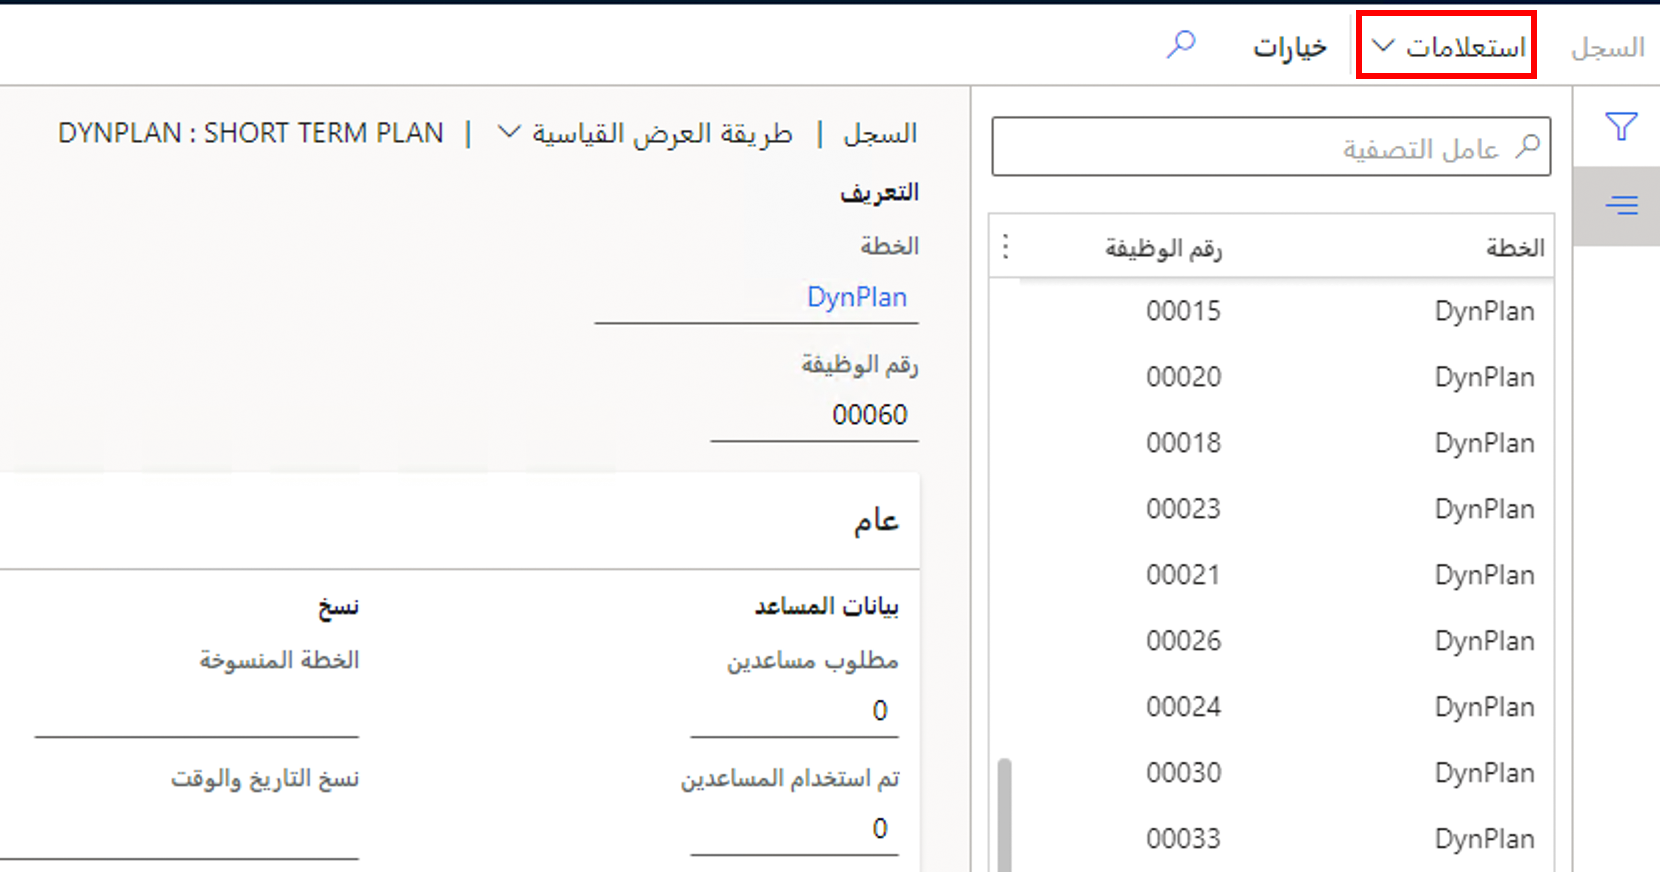 السجل
استعلامات
خيارات
عامل التصفية
الخطة رقم الوظيفة
DynPlan 00015
DynPlan 00020
DynPlan 00018
DynPlan 00023
DynPlan 00021
DynPlan 00026
DynPlan 00024
DynPlan 00030
DynPlan 00033
السجل | طريقة العرض القياسية | DYNPLAN : SHORT TERM PLAN
التعريف
الخطة
DynPlan
رقم الوظيفة
00060
عام
بيانات المساعد
مطلوب مساعدين
0
تم استخدام المساعدين
0
نسخ
الخطة المنسوخة
نسخ التاريخ والوقت